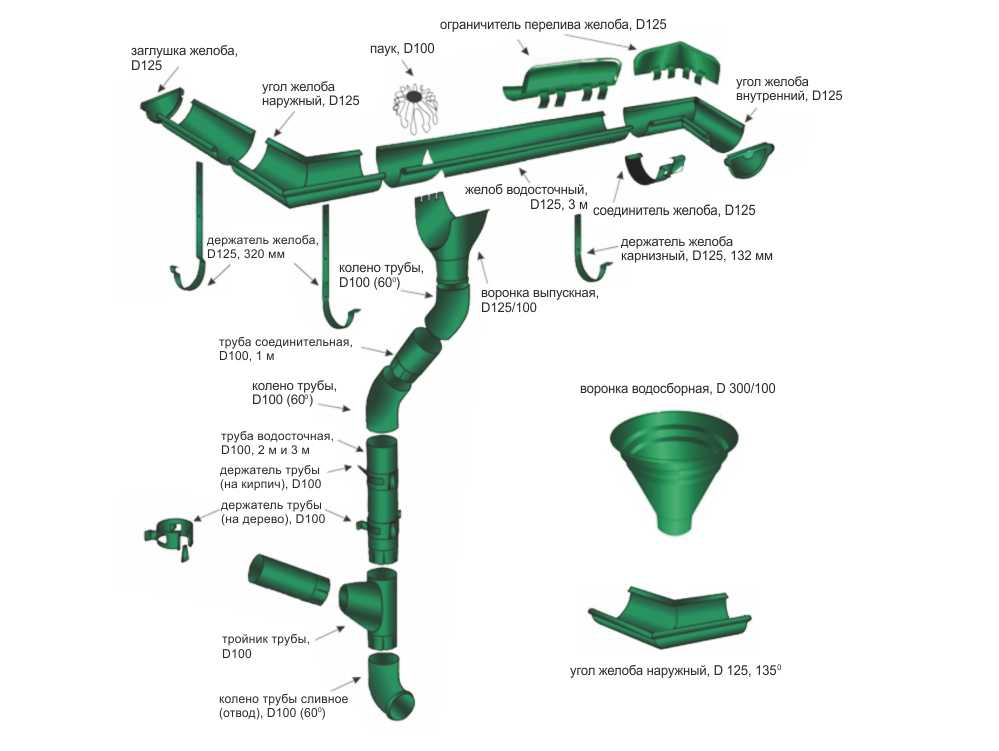 ограничитель перелива желоба, D125
заглушка желоба,
D125
паук, D100
угол желоба
наружный, D125
угол желоба
внутренний, D125
желоб водосточный,
D125, 3 м
соединитель желоба, D125
держатель желоба,
D125, 320 мм
держатель желоба
карнизный, D125, 132 мм
колено трубы,
D100 (60⁰)
воронка выпускная,
D125/100
труба соединительная,
D100, 1 м
колено трубы,
D100 (60⁰)
воронка водосборная, D 300/100
труба водосточная,
D100, 2 м и 3 м
держатель трубы
(на кирпич), D100
держатель трубы
(на дерево), D100
тройник трубы,
D100
угол желоба наружный, D 125, 135⁰
колено трубы сливное
(отвод), D100 (60⁰)